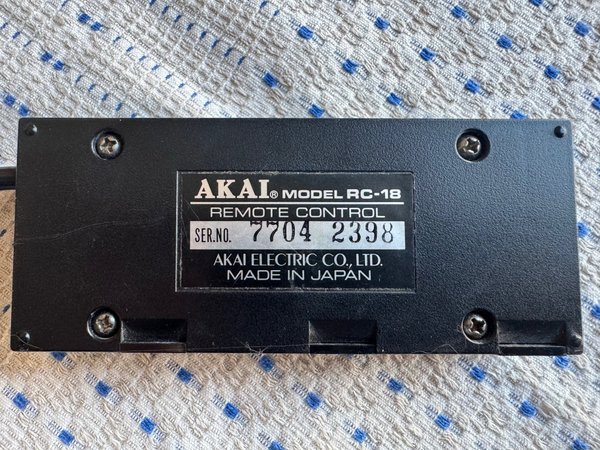 AKAI® MODEL RC-18
REMOTE CONTROL
SER.NO. 7704 2398
AKAI ELECTRIC CO., LTD.
MADE IN JAPAN